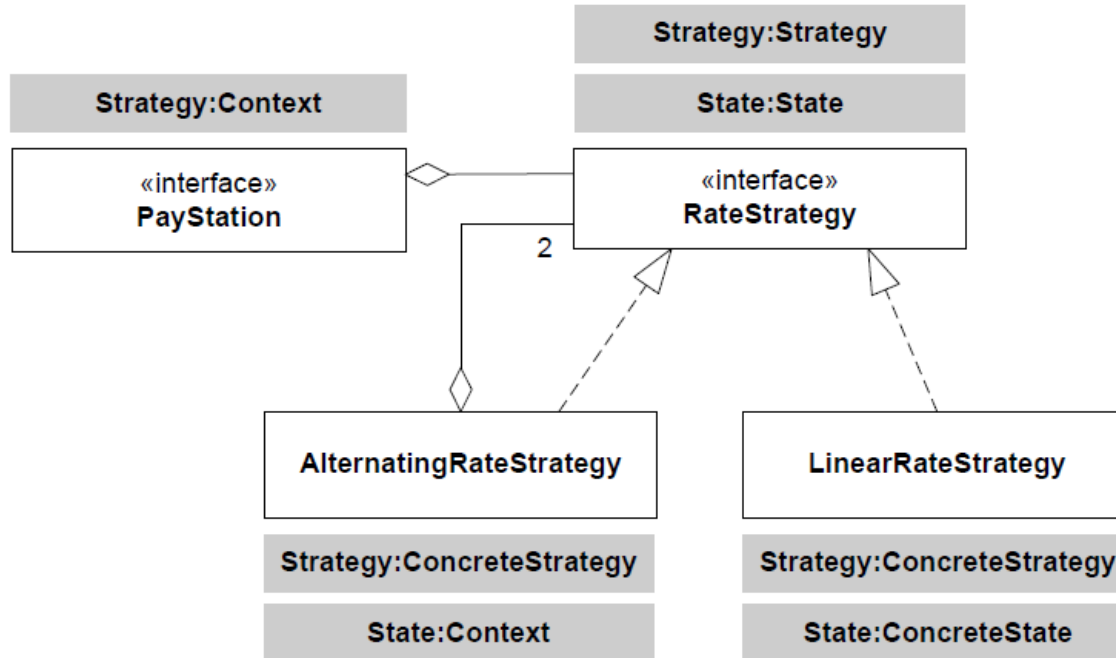 Strategy:Strategy
Strategy:Context
State:State
«interface»
PayStation
«interface»
RateStrategy
2
AlternatingRateStrategy
LinearRateStrategy
Strategy:ConcreteStrategy
Strategy:ConcreteStrategy
State:Context
State:ConcreteState